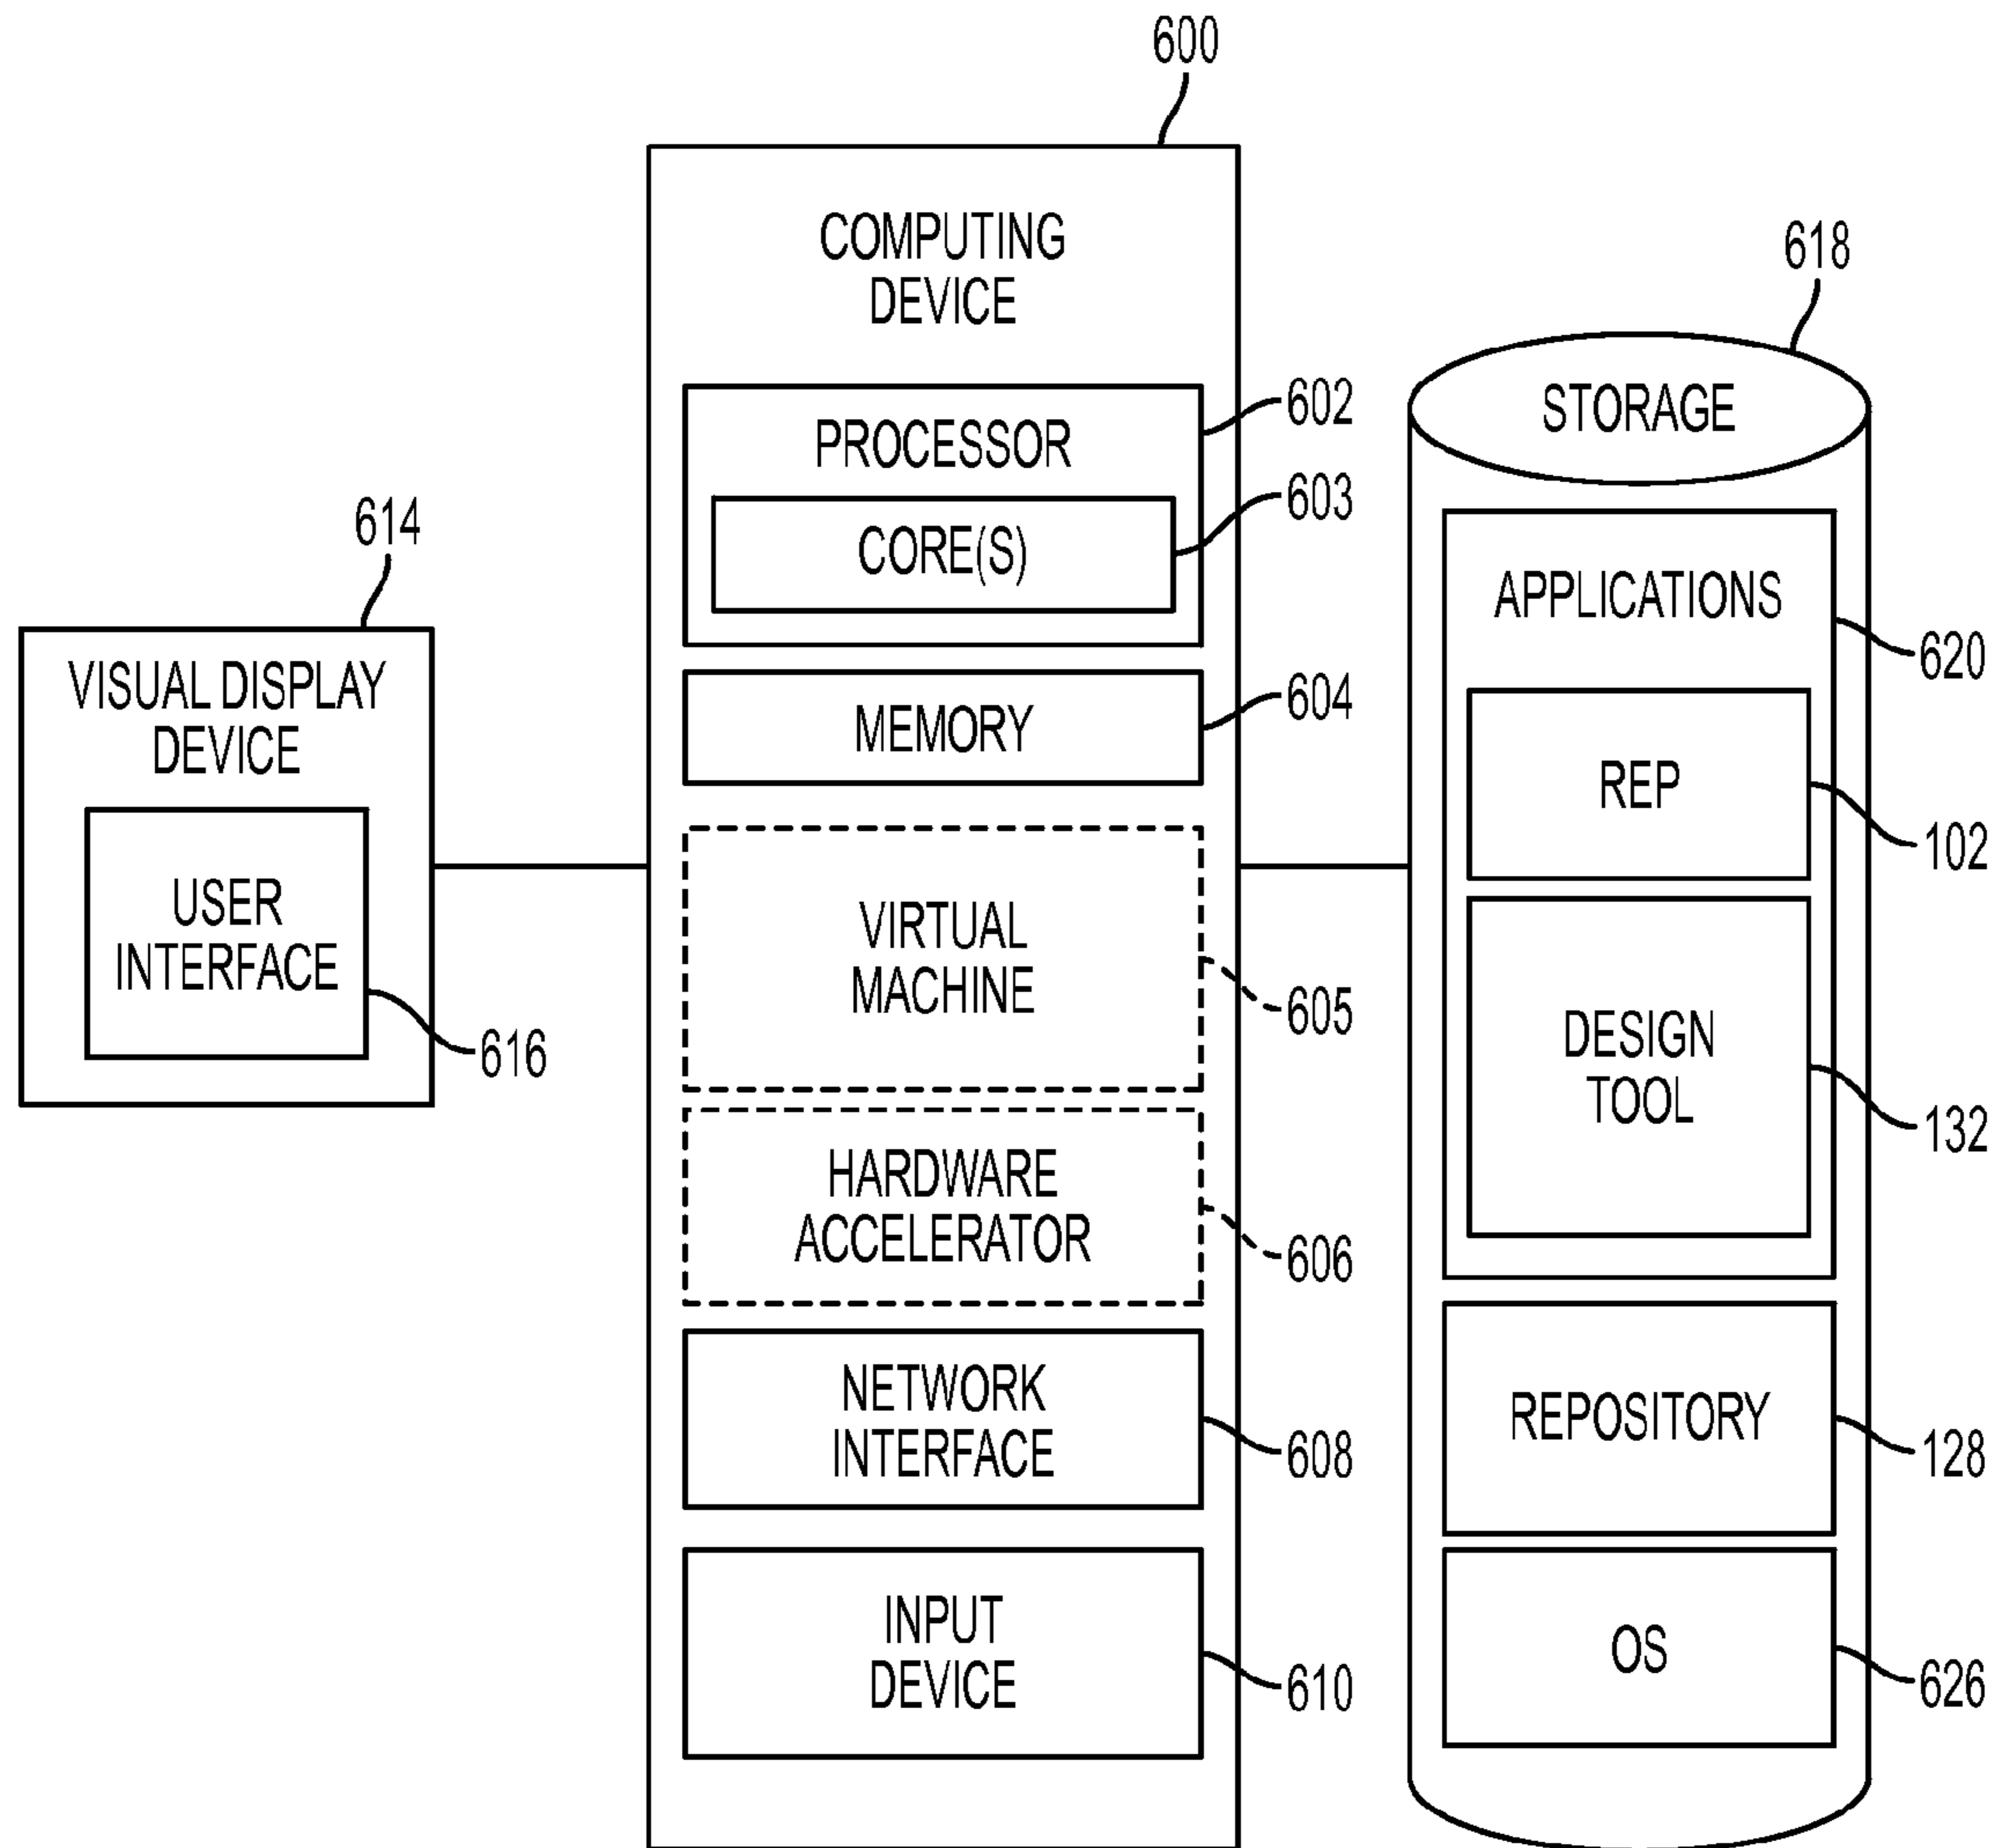 600
COMPUTING
DEVICE
618
STORAGE
602
PROCESSOR
603
CORE(S)
614
APPLICATIONS
620
VISUAL DISPLAY
DEVICE
604
MEMORY
REP
102
USER
INTERFACE
616
VIRTUAL
MACHINE
605
DESIGN
TOOL
132
HARDWARE
ACCELERATOR
606
NETWORK
INTERFACE
608
REPOSITORY
128
INPUT
DEVICE
610
OS
626